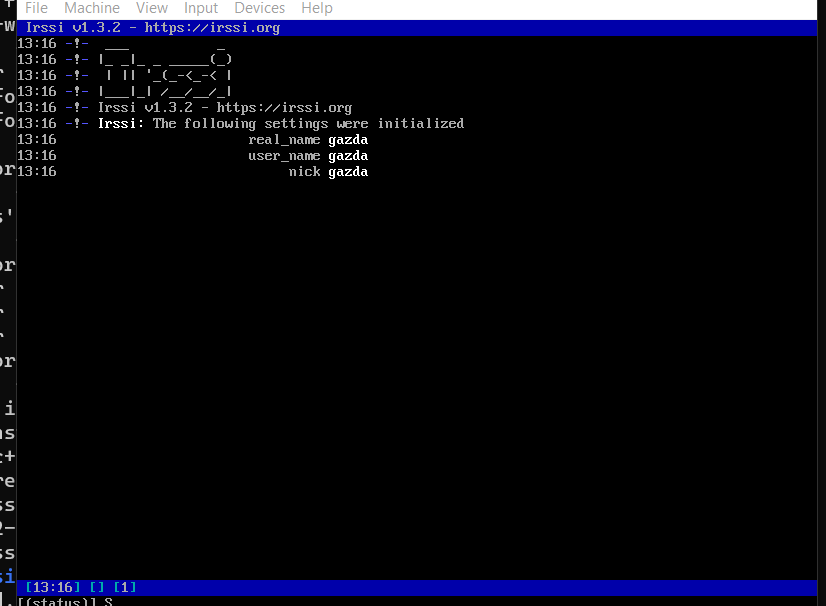 File Machine View Input Devices Help
Irssi v1.3.2 - https://irssi.org
13:16 -!-  ___           _
13:16 -!- |_ _|_ _ _____(_)
13:16 -!-  | || '_(_-<_-< |
13:16 -!- |___|_| /__/__/_|
13:16 -!- Irssi v1.3.2 - https://irssi.org
13:16 -!- Irssi: The following settings were initialized
13:16 real_name gazda
13:16 user_name gazda
13:16 nick gazda
[13:16] [] [1]
[(status)]